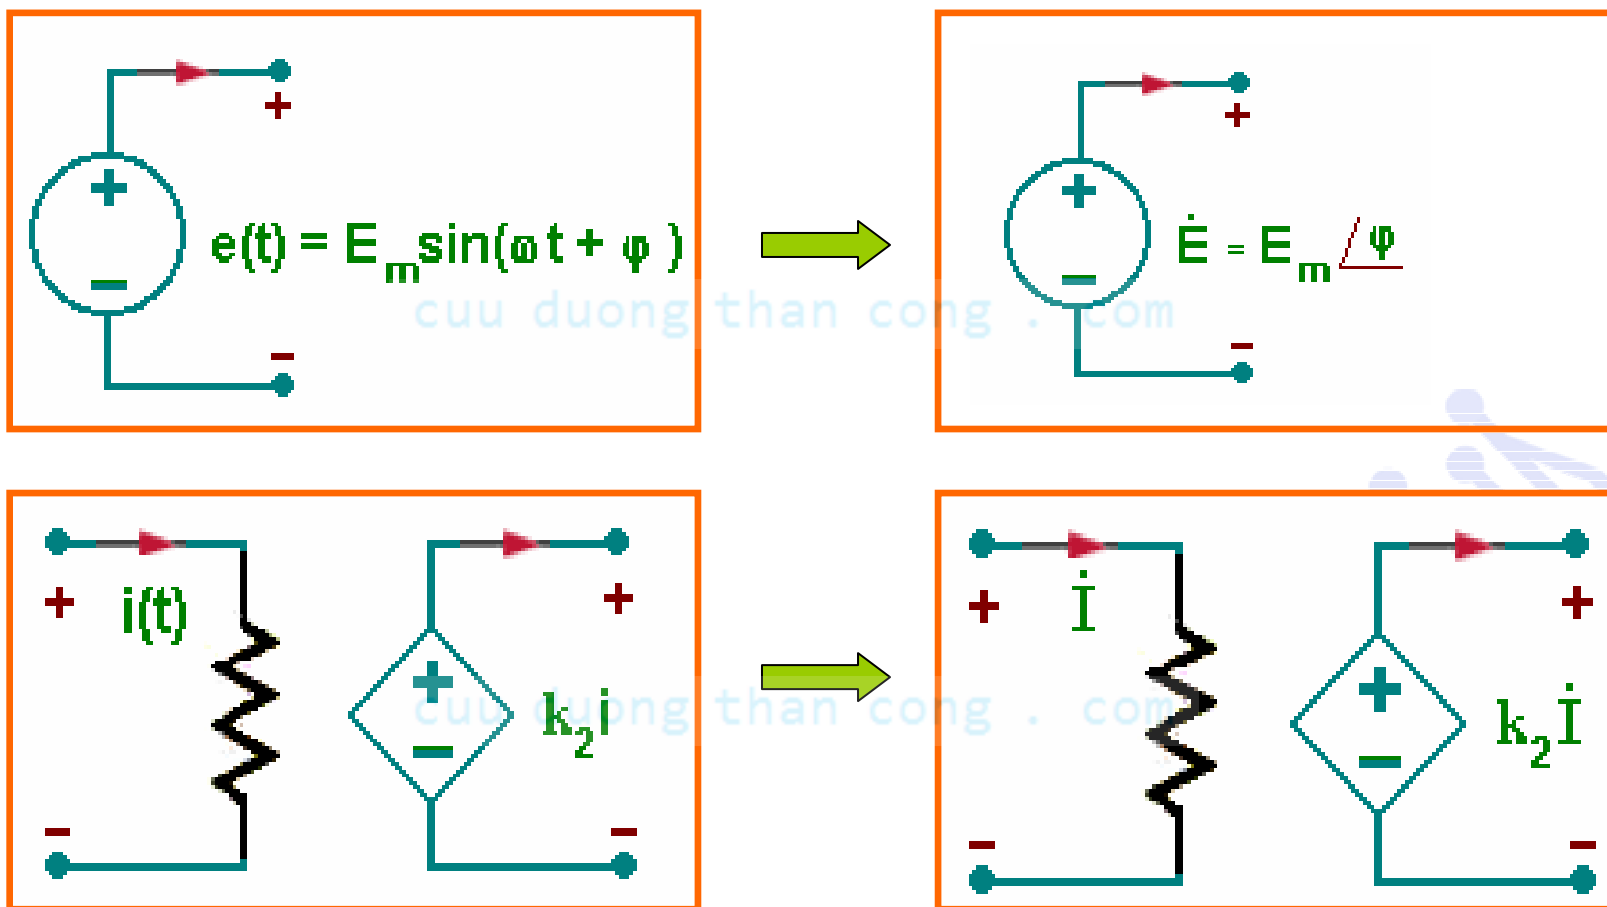 +
+
+
+
e(t) = E_m sin(ωt + φ)
Ė = E_m ∠φ
−
−
cuu duong than cong . com
−
−
i(t)
İ
+
+
+
+
+
+
k₂i
k₂İ
−
−
cuu duong than cong . com
−
−
−
−